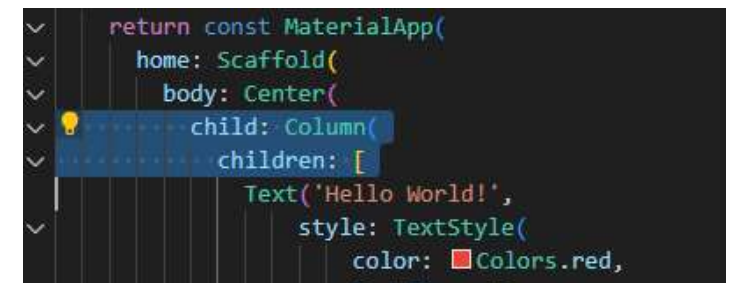 return const MaterialApp(
home: Scaffold(
body: Center(
child: Column(
children: [
Text('Hello World!',
style: TextStyle(
color: Colors.red,